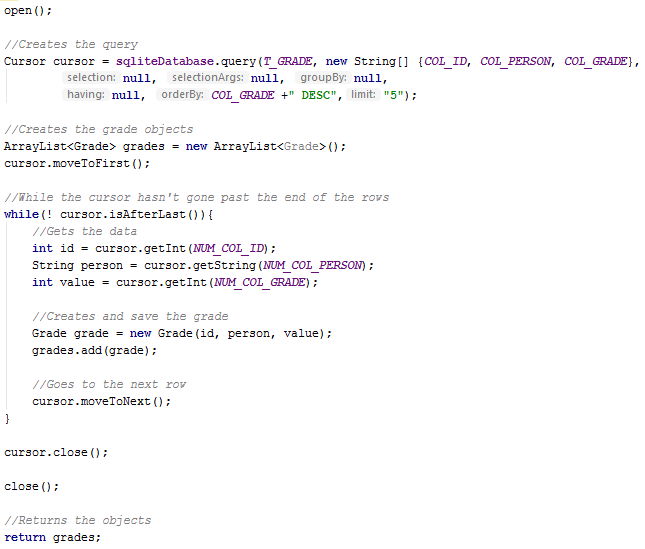 open();
//Creates the query
Cursor cursor = sqliteDatabase.query(T_GRADE, new String[] {COL_ID, COL_PERSON, COL_GRADE},
selection: null, selectionArgs: null, groupBy: null,
having: null, orderBy: COL_GRADE +" DESC", limit: "5");
//Creates the grade objects
ArrayList<Grade> grades = new ArrayList<Grade>();
cursor.moveToFirst();
//While the cursor hasn't gone past the end of the rows
while(! cursor.isAfterLast()){
//Gets the data
int id = cursor.getInt(NUM_COL_ID);
String person = cursor.getString(NUM_COL_PERSON);
int value = cursor.getInt(NUM_COL_GRADE);
//Creates and save the grade
Grade grade = new Grade(id, person, value);
grades.add(grade);
//Goes to the next row
cursor.moveToNext();
}
cursor.close();
close();
//Returns the objects
return grades;